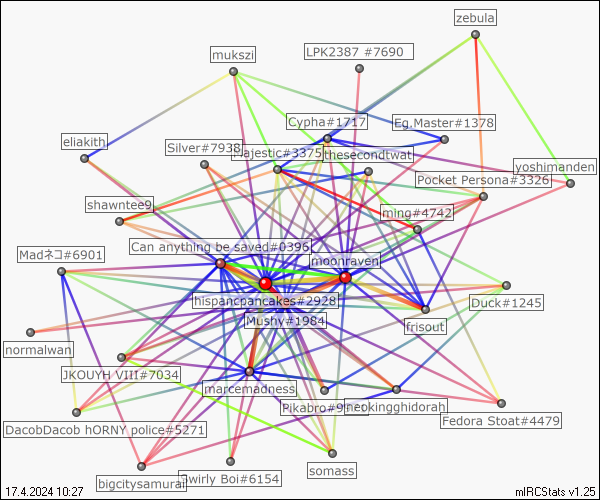 zebula
mukszi
LPK2387 #7690
Cypha#1717
Eg.Master#1378
eliakith
Silver#7938
Majestic#3375
thesecondtwat
yoshimanden
Pocket Persona#3326
shawntee9
ming#4742
Can anything be saved#0396
Madネコ#6901
moonraven
hispancpancakes#2928
Duck#1245
Mushy#1984
frisout
normalwan
JKOUYH VIII#7034
marcemadness
Pikabro#9
neokingghidorah
DacobDacob hORNY police#5271
Fedora Stoat#4479
bigcitysamurai
Swirly Boi#6154
somass
17.4.2024 10:27
mIRCStats v1.25